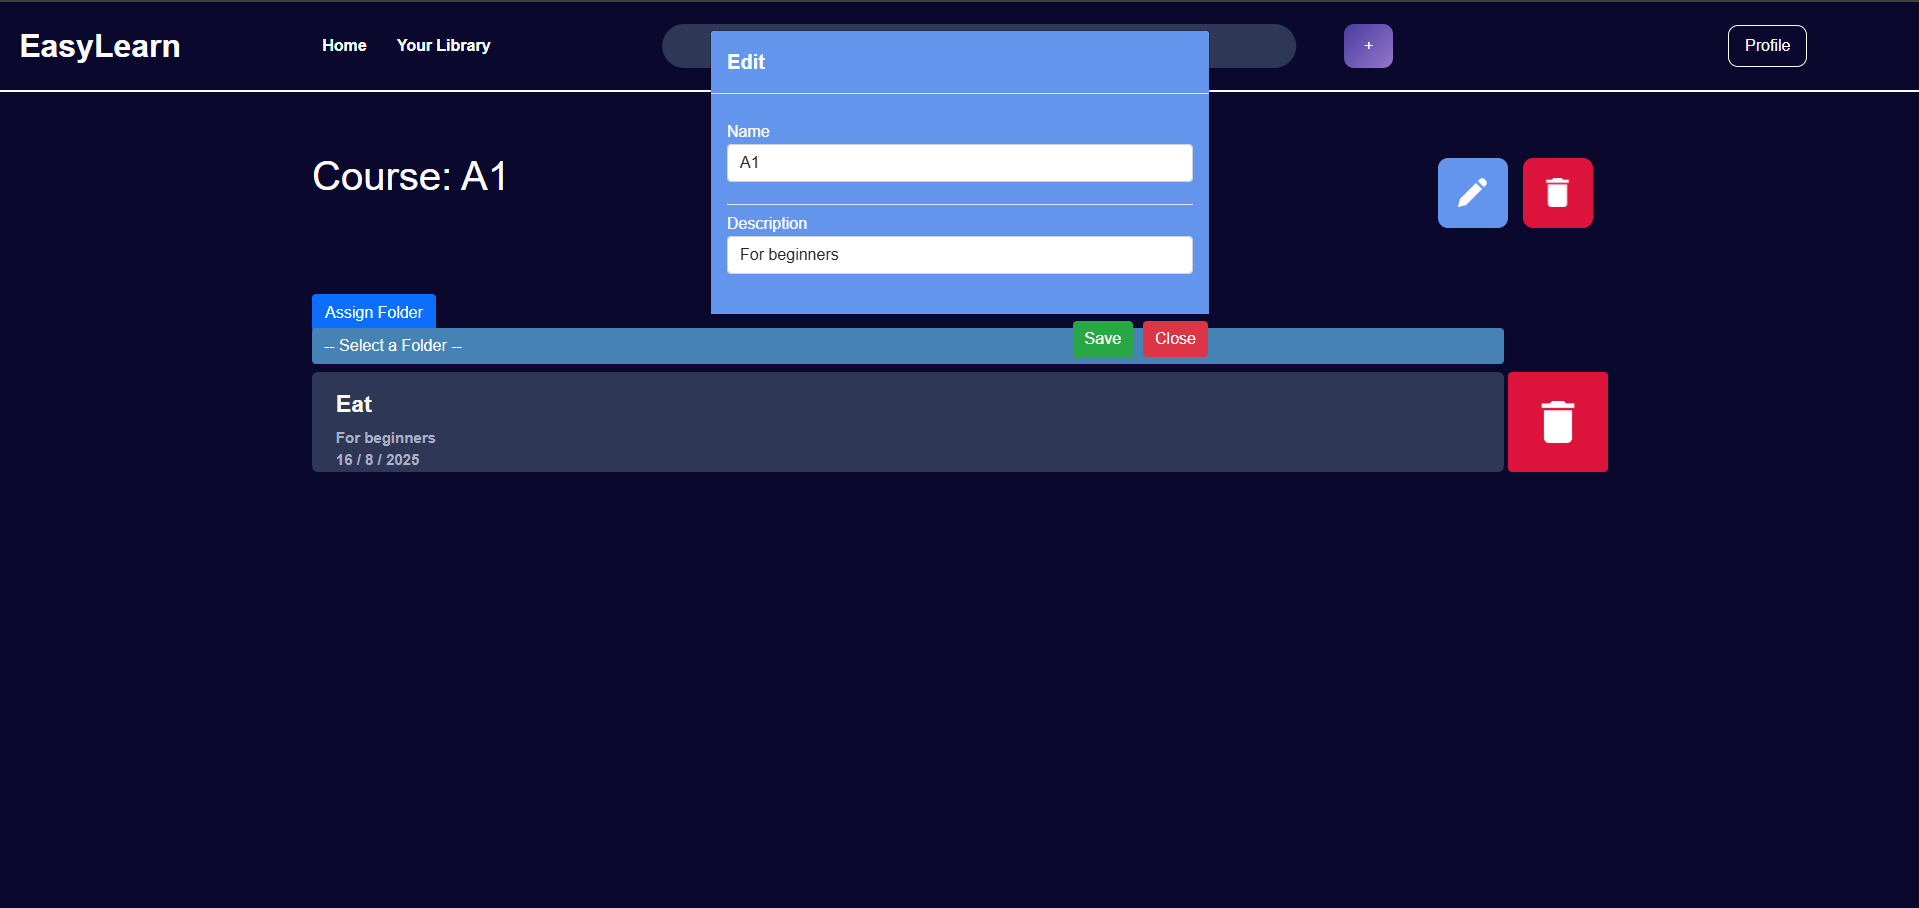 EasyLearn
Home
Your Library
+
Profile
Edit
Name
A1
Description
For beginners
Save
Close
Course: A1
Assign Folder
-- Select a Folder --
Eat
For beginners
16 / 8 / 2025